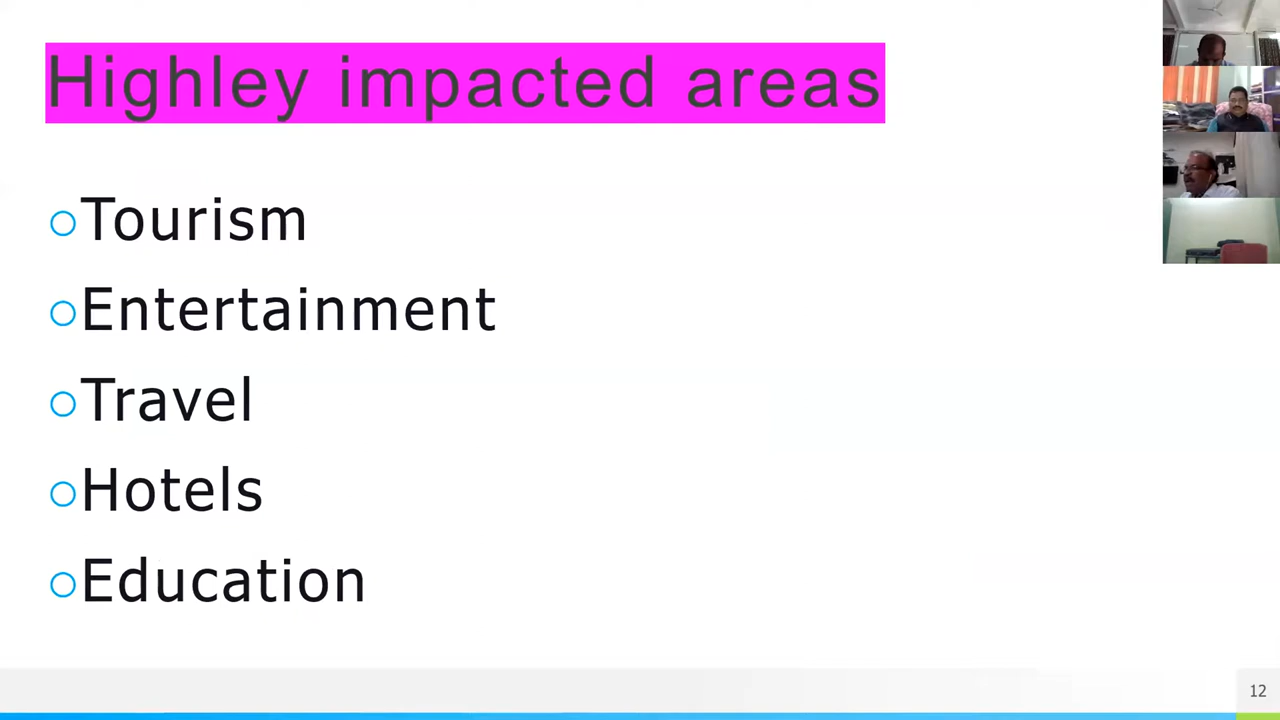 Highley impacted areas
Tourism
Entertainment
Travel
Hotels
Education
12